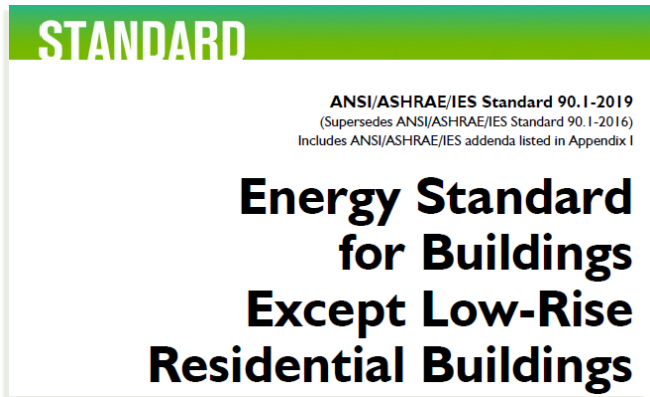 STANDARD
ANSI/ASHRAE/IES Standard 90.1-2019
(Supersedes ANSI/ASHRAE/IES Standard 90.1-2016)
Includes ANSI/ASHRAE/IES addenda listed in Appendix I
Energy Standard
for Buildings
Except Low-Rise
Residential Buildings